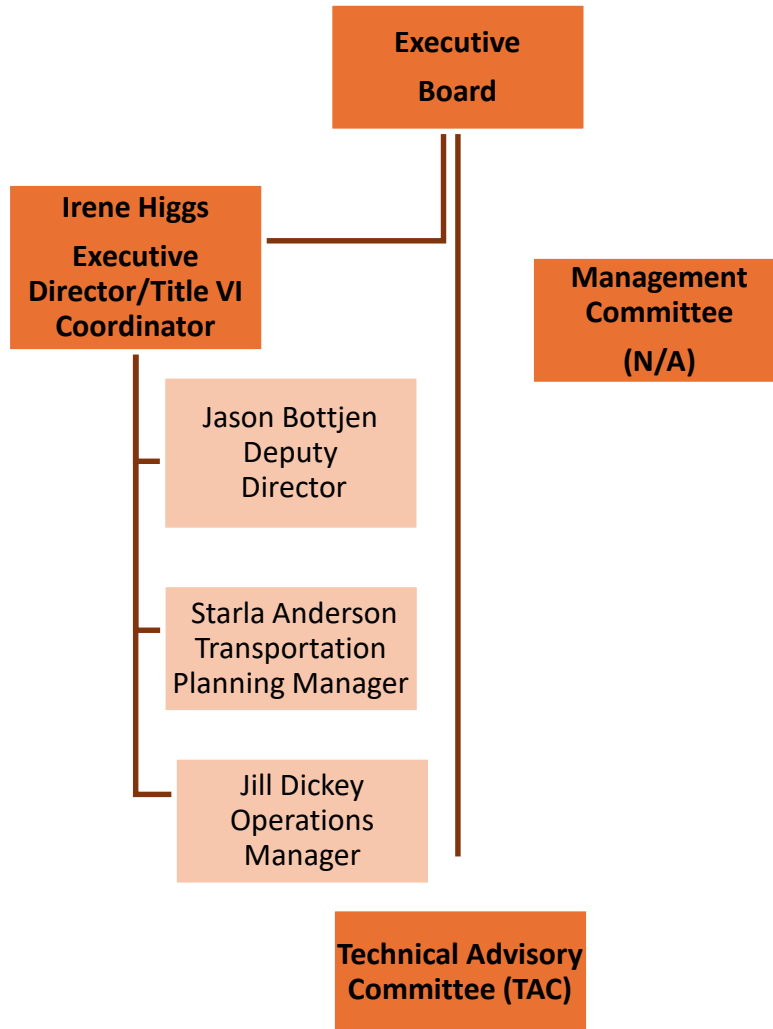 Executive
Board
Irene Higgs
Executive
Director/Title VI
Coordinator
Management
Committee
(N/A)
Jason Bottjen
Deputy
Director
Starla Anderson
Transportation
Planning Manager
Jill Dickey
Operations
Manager
Technical Advisory
Committee (TAC)